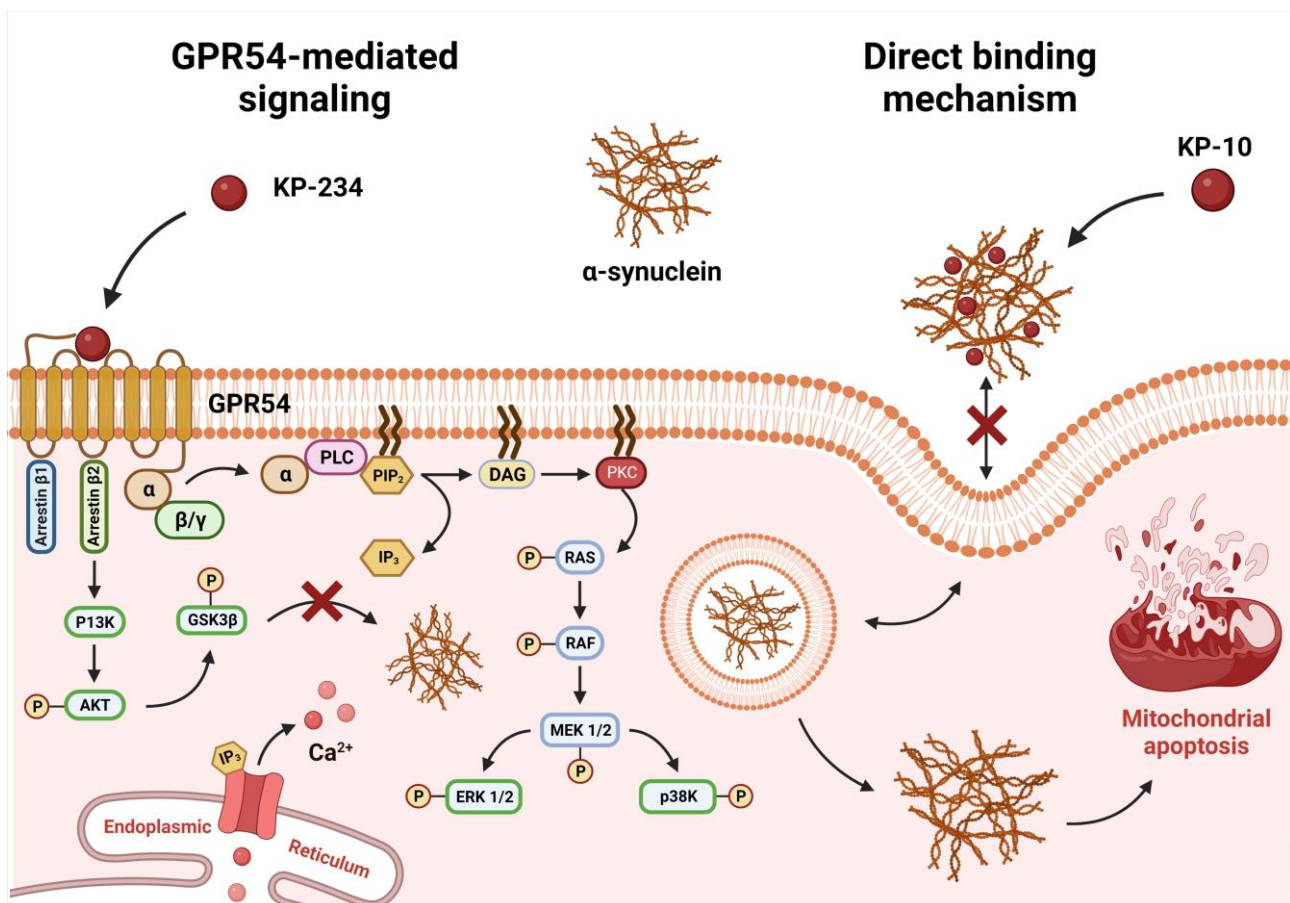 GPR54-mediated
signaling
Direct binding
mechanism
KP-234
KP-10
α-synuclein
GPR54
Arrestin β1
Arrestin β2
α
β/γ
α
PLC
PIP₂
DAG
PKC
IP₃
P
RAS
P
GSK3β
P13K
P
RAF
P
AKT
MEK 1/2
P
Ca²⁺
IP₃
P
ERK 1/2
p38K
P
Mitochondrial
apoptosis
Endoplasmic
Reticulum